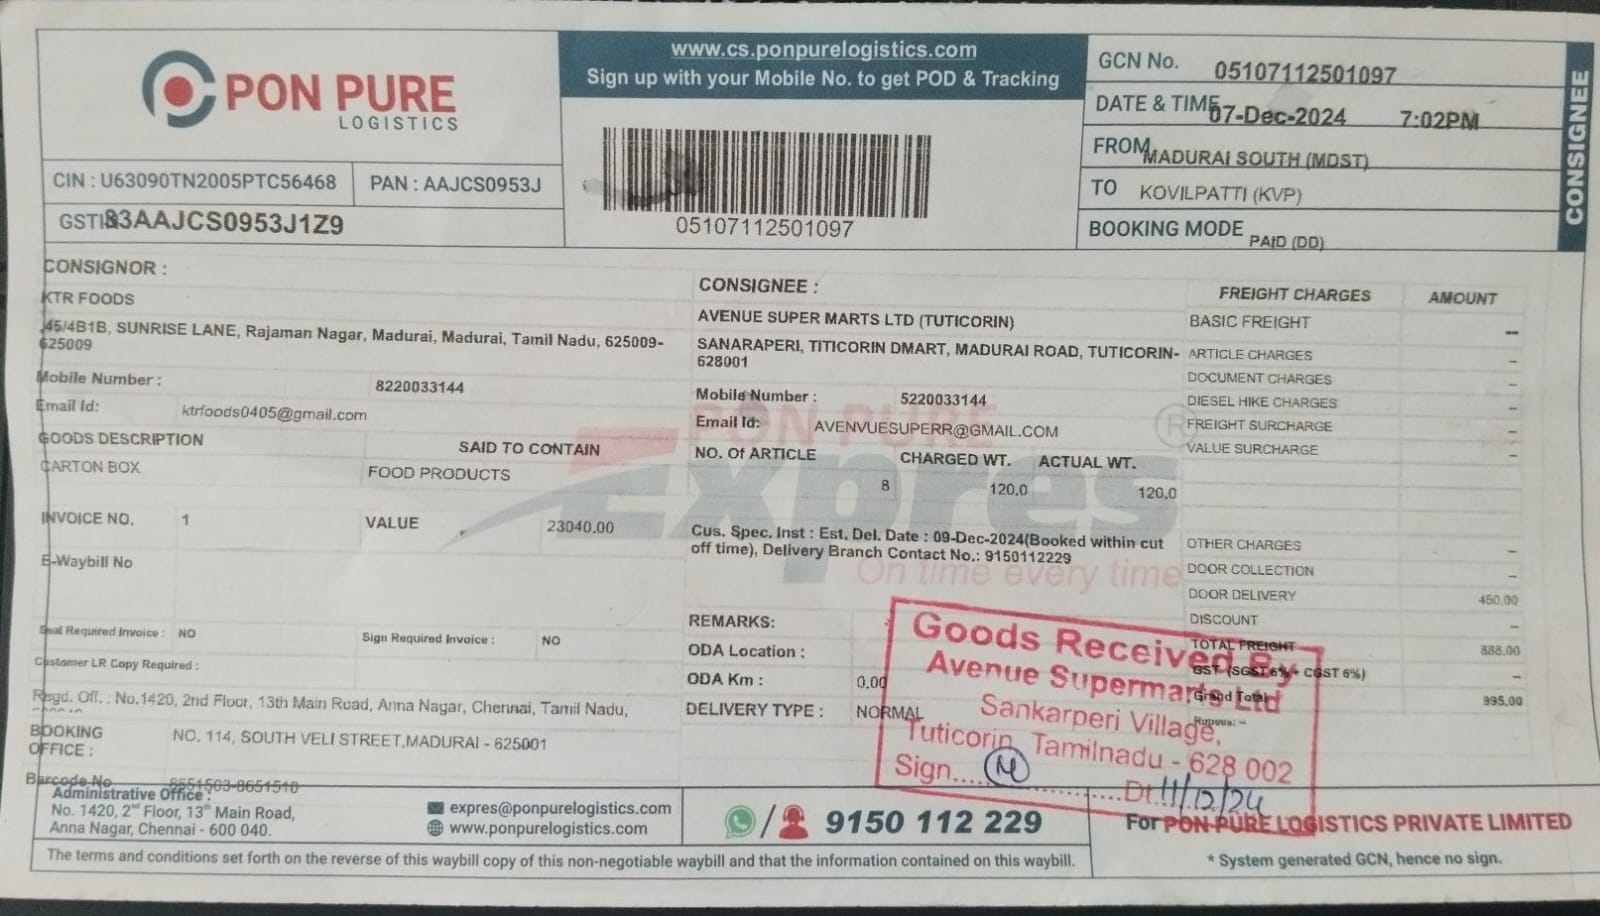 PON PURE
LOGISTICS
www.cs.ponpurelogistics.com
Sign up with your Mobile No. to get POD & Tracking
CIN : U63090TN2005PTC56468
PAN : AAJCS0953J
GSTIN 33AAJCS0953J1Z9
05107112501097
GCN No. 05107112501097
DATE & TIME 07-Dec-2024 7:02PM
FROM MADURAI SOUTH (MDST)
TO KOVILPATTI (KVP)
BOOKING MODE PAID (DD)
CONSIGNEE
CONSIGNOR :
KTR FOODS
45/4B1B, SUNRISE LANE, Rajaman Nagar, Madurai, Madurai, Tamil Nadu, 625009-
625009
Mobile Number : 8220033144
Email Id: ktrfoods0405@gmail.com
GOODS DESCRIPTION SAID TO CONTAIN
CARTON BOX FOOD PRODUCTS
INVOICE NO. 1 VALUE 23040.00
E-Waybill No
Seal Required Invoice : NO Sign Required Invoice : NO
Customer LR Copy Required :
Regd. Off. : No.1420, 2nd Floor, 13th Main Road, Anna Nagar, Chennai, Tamil Nadu,
BOOKING
OFFICE : NO. 114, SOUTH VELI STREET,MADURAI - 625001
Barcode No 8651503-8651510
CONSIGNEE :
AVENUE SUPER MARTS LTD (TUTICORIN)
SANARAPERI, TITICORIN DMART, MADURAI ROAD, TUTICORIN-
628001
Mobile Number : 5220033144
Email Id: AVENVUESUPERR@GMAIL.COM
NO. Of ARTICLE CHARGED WT. ACTUAL WT.
8 120.0 120.0
Cus. Spec. Inst : Est. Del. Date : 09-Dec-2024(Booked within cut
off time), Delivery Branch Contact No.: 9150112229
REMARKS:
ODA Location :
ODA Km : 0.00
DELIVERY TYPE : NORMAL
PON PURE
Expres
®
On time every time
FREIGHT CHARGES AMOUNT
BASIC FREIGHT --
ARTICLE CHARGES -
DOCUMENT CHARGES -
DIESEL HIKE CHARGES -
FREIGHT SURCHARGE -
VALUE SURCHARGE -
OTHER CHARGES -
DOOR COLLECTION -
DOOR DELIVERY 450.00
DISCOUNT -
TOTAL FREIGHT 888.00
GST (SGST 6%+ CGST 6%) -
Grand Total 995.00
Rupees: -
Goods Received By
Avenue Supermarts Ltd
Sankarperi Village,
Tuticorin, Tamilnadu - 628 002
Sign.... Dt. 11/12/24
Administrative Office :
No. 1420, 2nd Floor, 13th Main Road,
Anna Nagar, Chennai - 600 040.
expres@ponpurelogistics.com
www.ponpurelogistics.com
/ 9150 112 229
For PON PURE LOGISTICS PRIVATE LIMITED
The terms and conditions set forth on the reverse of this waybill copy of this non-negotiable waybill and that the information contained on this waybill.
* System generated GCN, hence no sign.